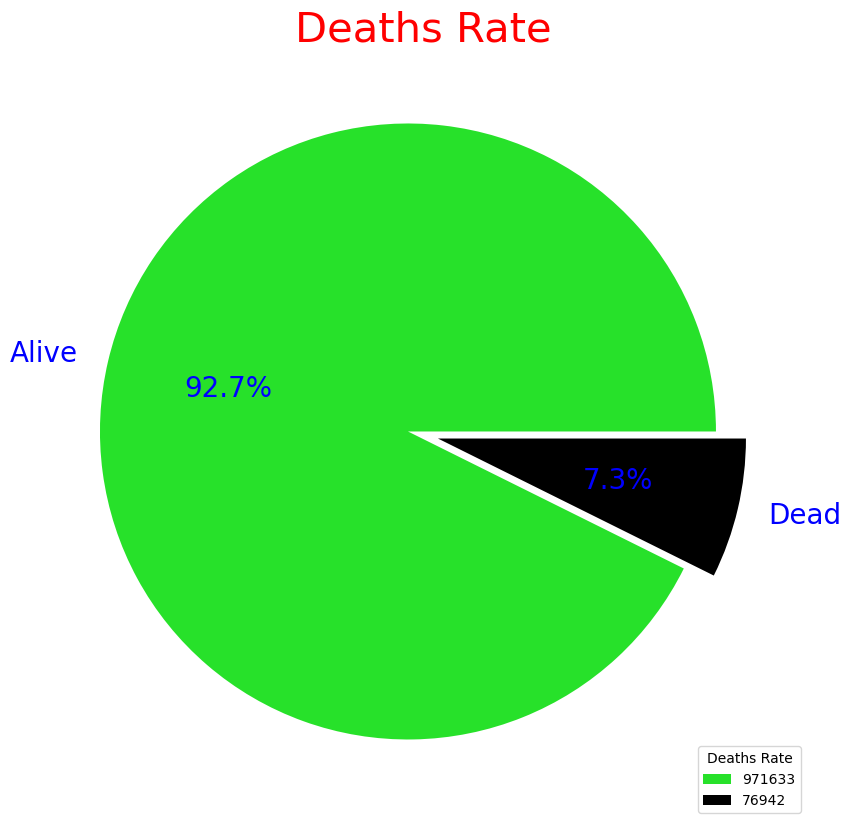 Deaths Rate
Alive
92.7%
7.3%
Dead
Deaths Rate
971633
76942